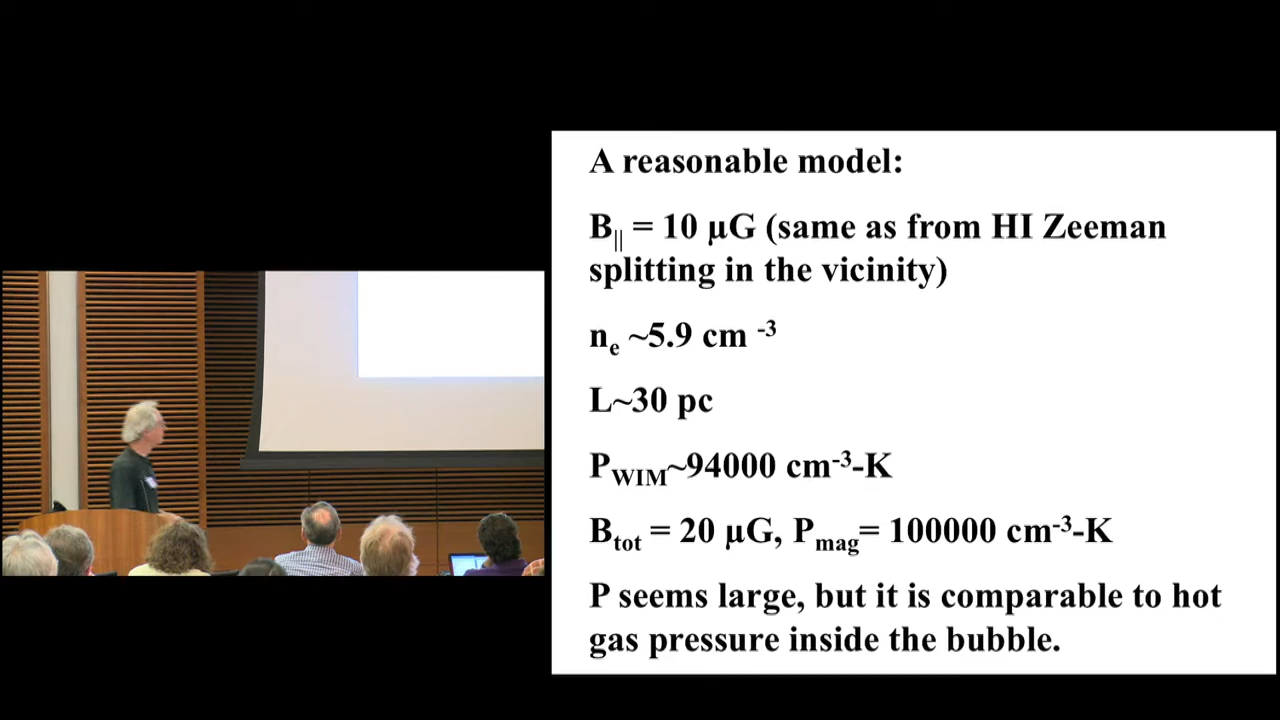 A reasonable model:
B|| = 10 µG (same as from HI Zeeman
splitting in the vicinity)
ne ~5.9 cm -3
L~30 pc
PWIM~94000 cm-3-K
Btot = 20 µG, Pmag= 100000 cm-3-K
P seems large, but it is comparable to hot
gas pressure inside the bubble.